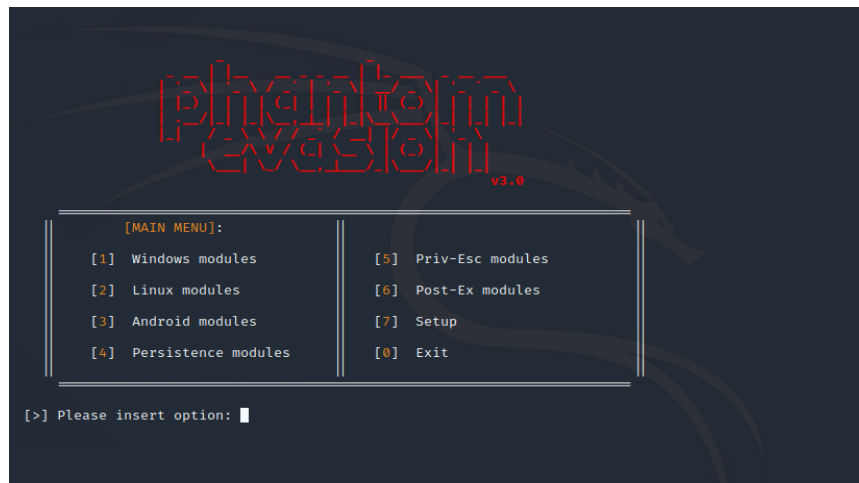 phantom
evasion
v3.0
[MAIN MENU]:
[1] Windows modules
[5] Priv-Esc modules
[2] Linux modules
[6] Post-Ex modules
[3] Android modules
[7] Setup
[4] Persistence modules
[0] Exit
[>] Please insert option: